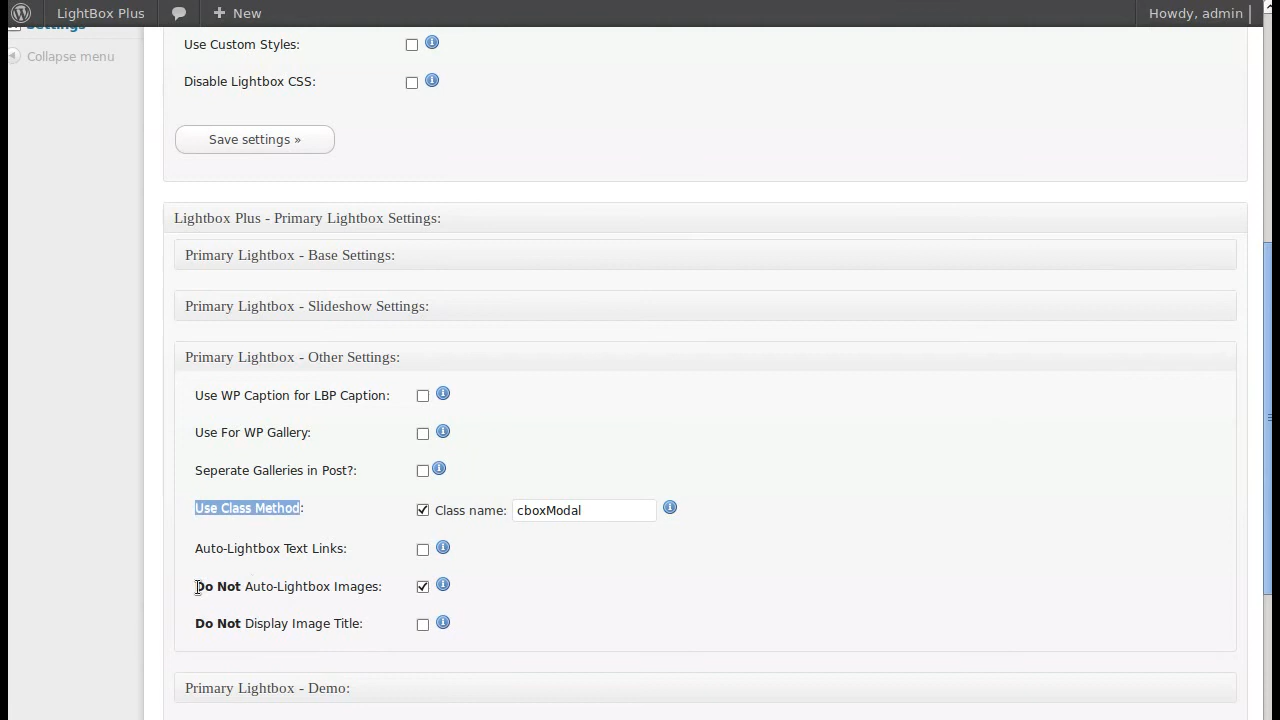 LightBox Plus New Howdy, admin
Settings
Collapse menu
Use Custom Styles:
Disable Lightbox CSS:
Save settings »
Lightbox Plus - Primary Lightbox Settings:
Primary Lightbox - Base Settings:
Primary Lightbox - Slideshow Settings:
Primary Lightbox - Other Settings:
Use WP Caption for LBP Caption:
Use For WP Gallery:
Seperate Galleries in Post?:
Use Class Method: Class name: cboxModal
Auto-Lightbox Text Links:
Do Not Auto-Lightbox Images:
Do Not Display Image Title:
Primary Lightbox - Demo: